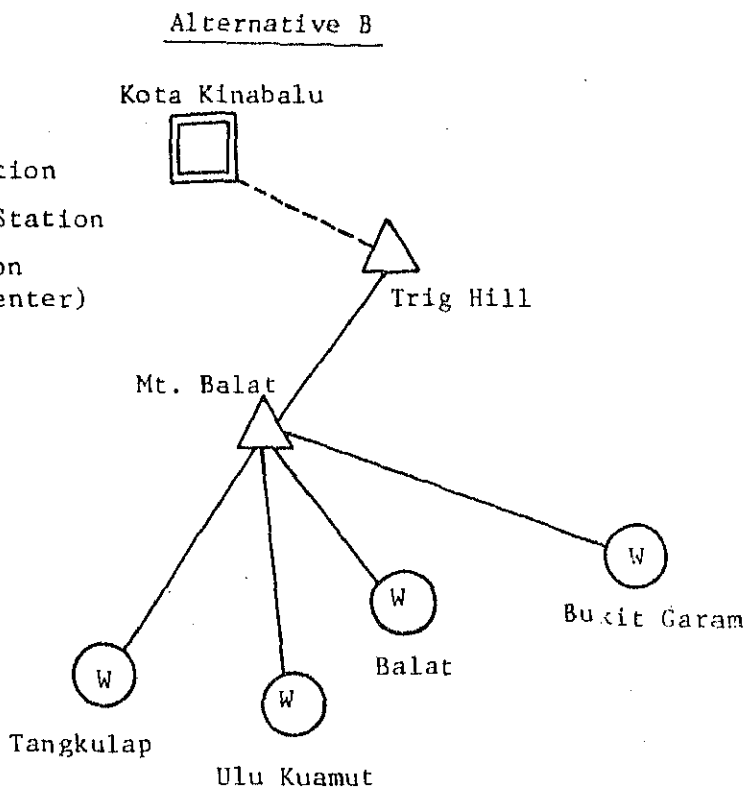 Alternative B
Kota Kinabalu
tion
Station
on
enter)
Trig Hill
Mt. Balat
W
Bukit Garam
W
Balat
W
Tangkulap
W
Ulu Kuamut